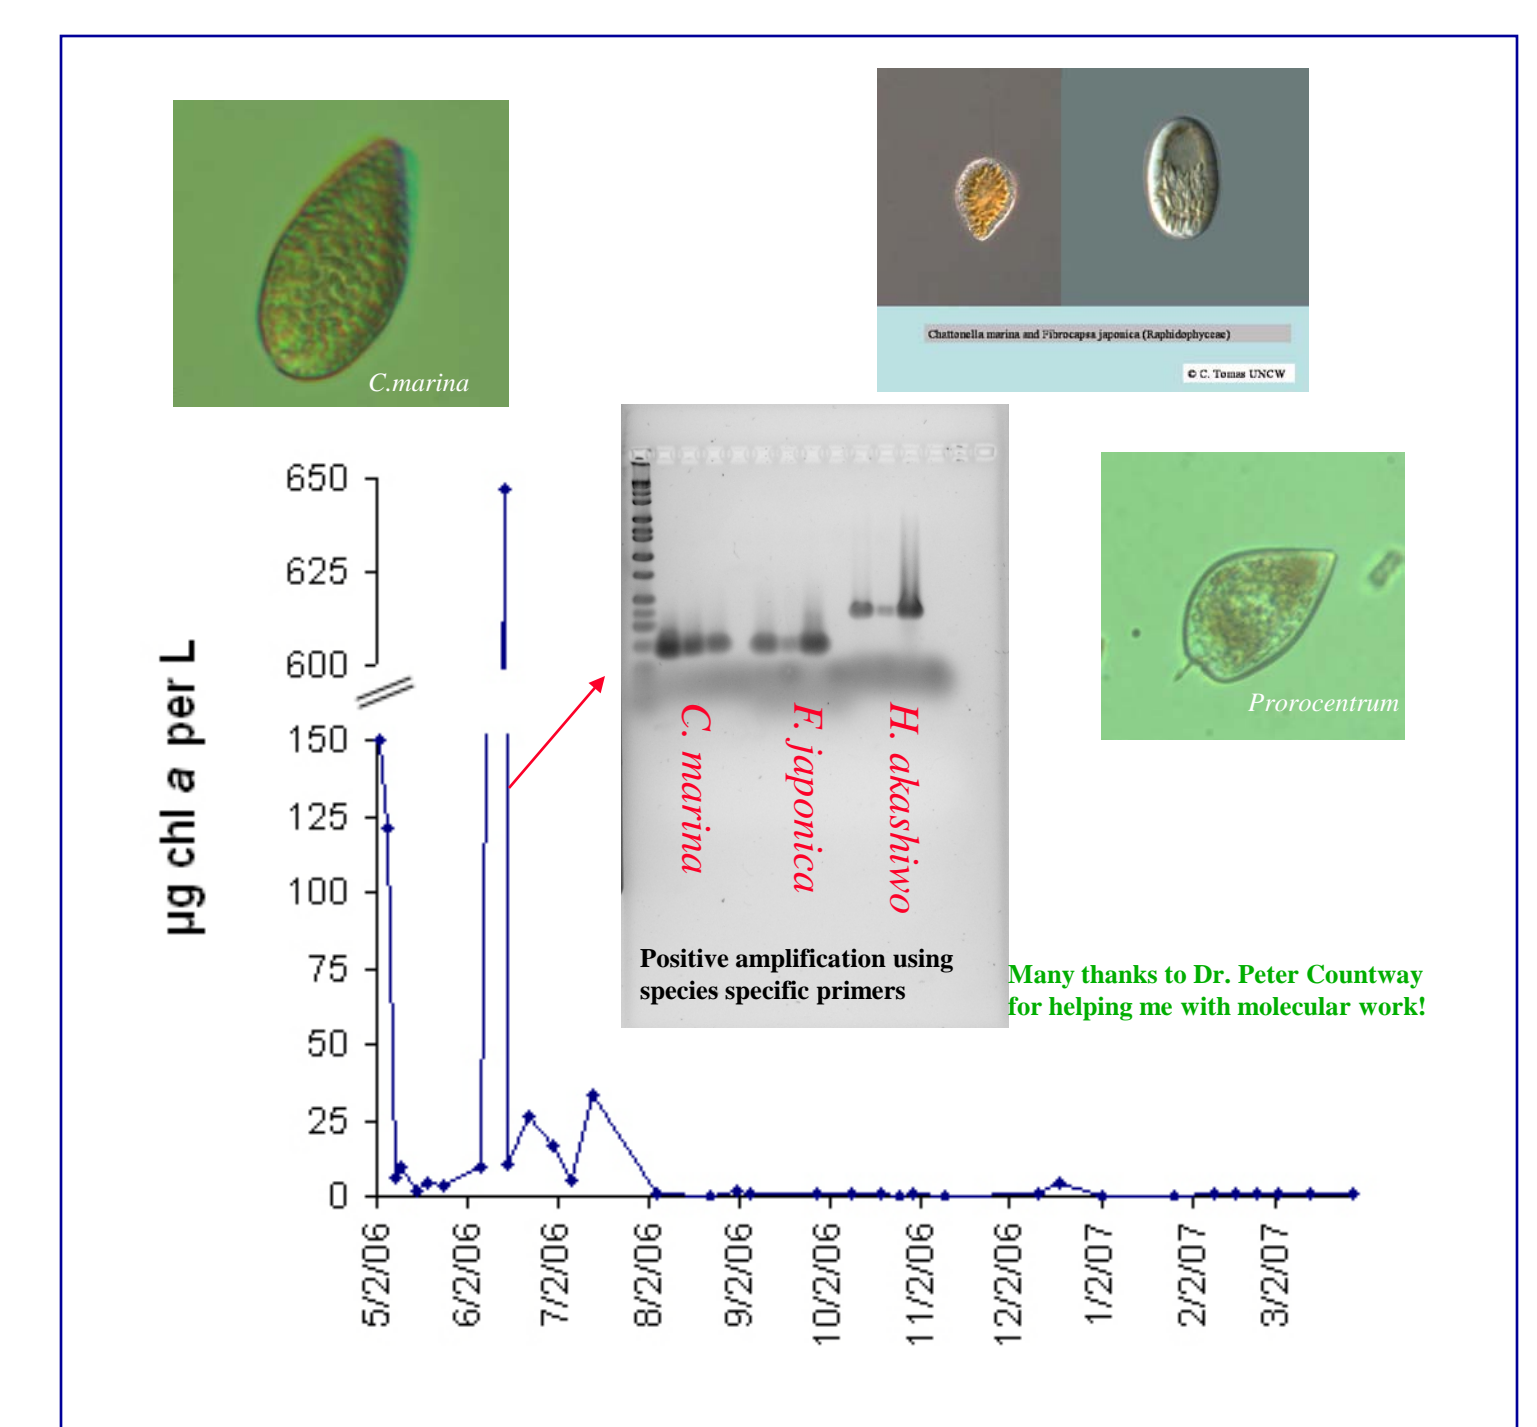 C.marina
Chattonella marina and Fibrocapsa japonica (Raphidophyceae)
© C. Tomas UNCW
Prorocentrum
µg chl a per L
650
625
600
150
125
100
75
50
25
0
C. marina
F. japonica
H. akashiwo
Positive amplification using
species specific primers
Many thanks to Dr. Peter Countway
for helping me with molecular work!
5/2/06
6/2/06
7/2/06
8/2/06
9/2/06
10/2/06
11/2/06
12/2/06
1/2/07
2/2/07
3/2/07